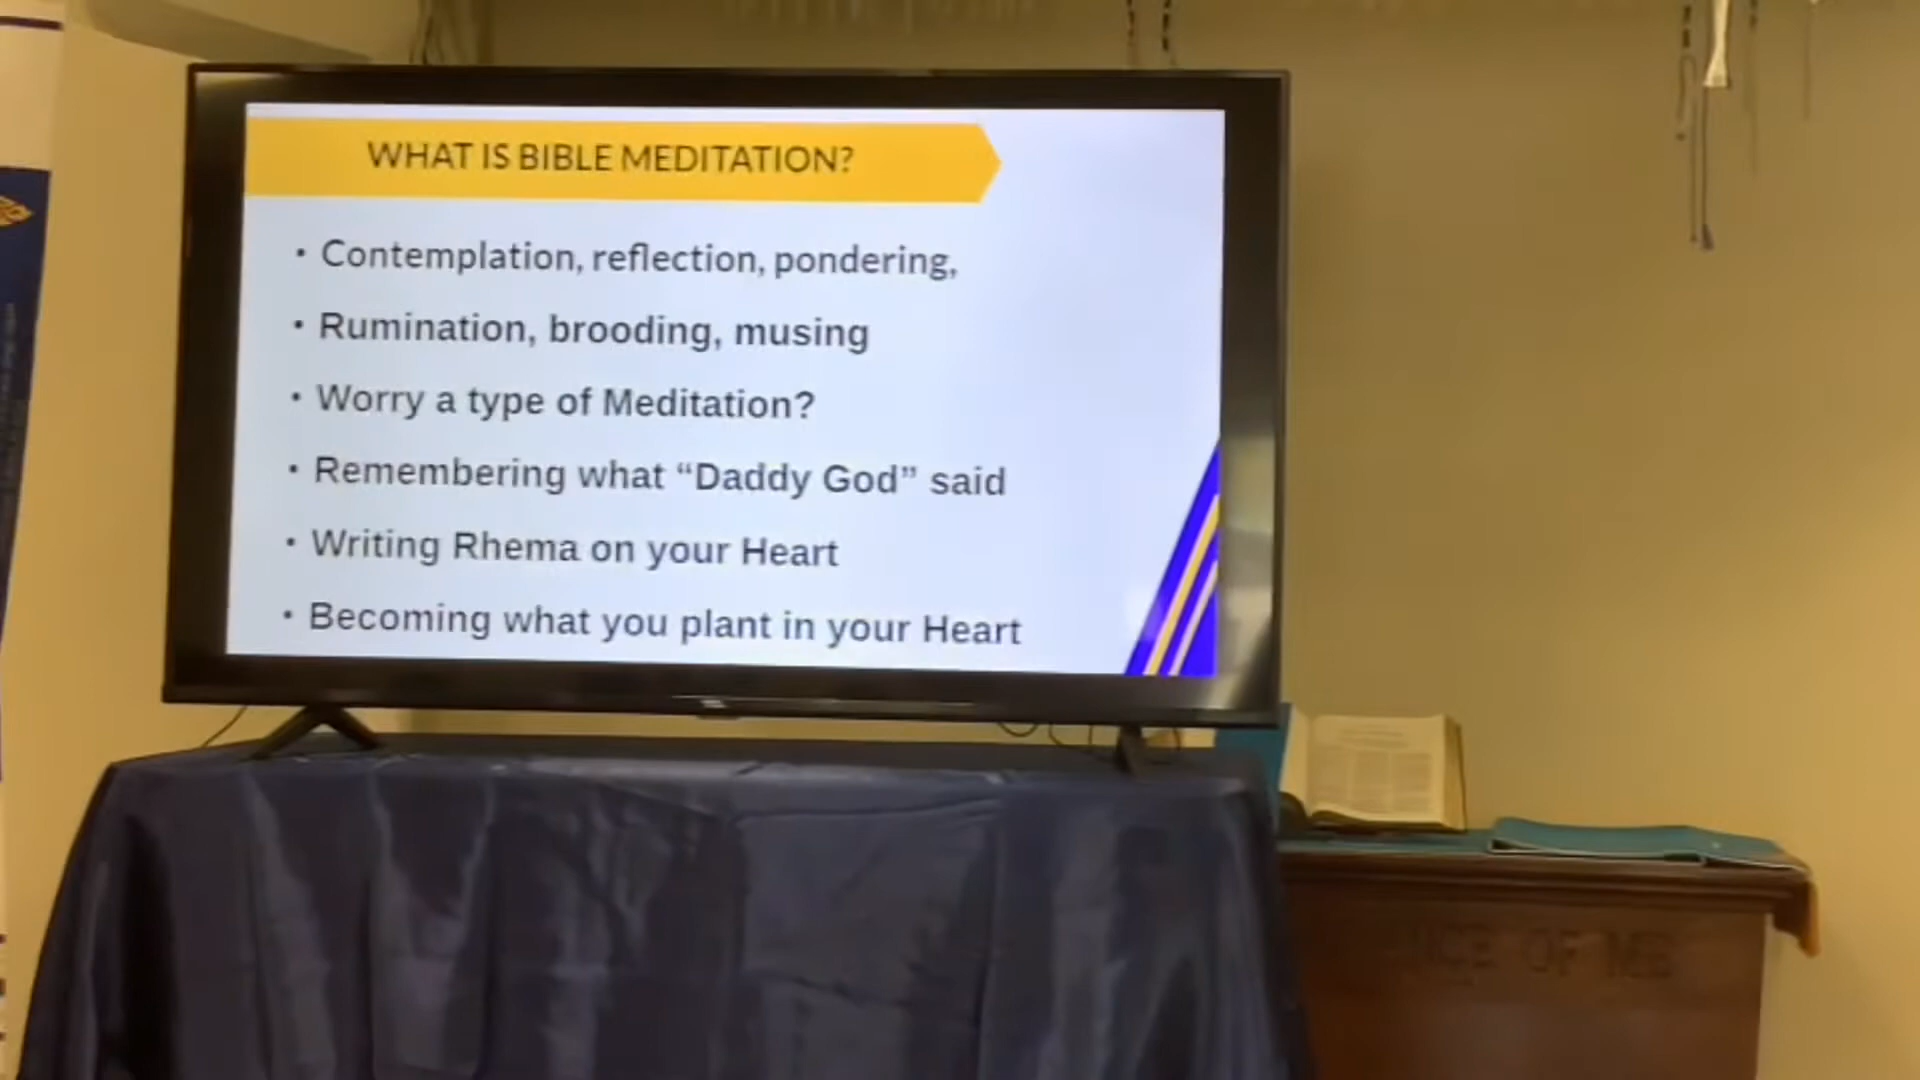 WHAT IS BIBLE MEDITATION?
• Contemplation, reflection, pondering,
• Rumination, brooding, musing
• Worry a type of Meditation?
• Remembering what “Daddy God” said
• Writing Rhema on your Heart
• Becoming what you plant in your Heart
OF